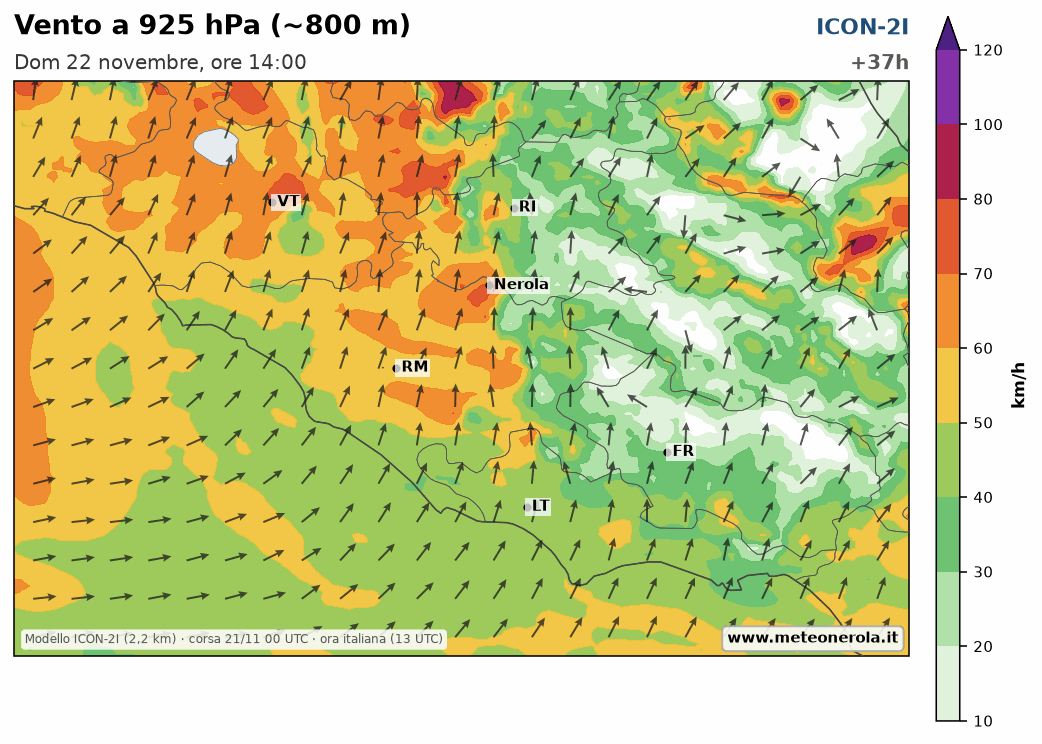 Vento a 925 hPa (~800 m)
ICON-2I
Dom 22 novembre, ore 14:00
+37h
VT
RI
Nerola
RM
FR
LT
Modello ICON-2I (2,2 km) · corsa 21/11 00 UTC · ora italiana (13 UTC)
www.meteonerola.it
120
100
80
70
60
50
40
30
20
10
km/h